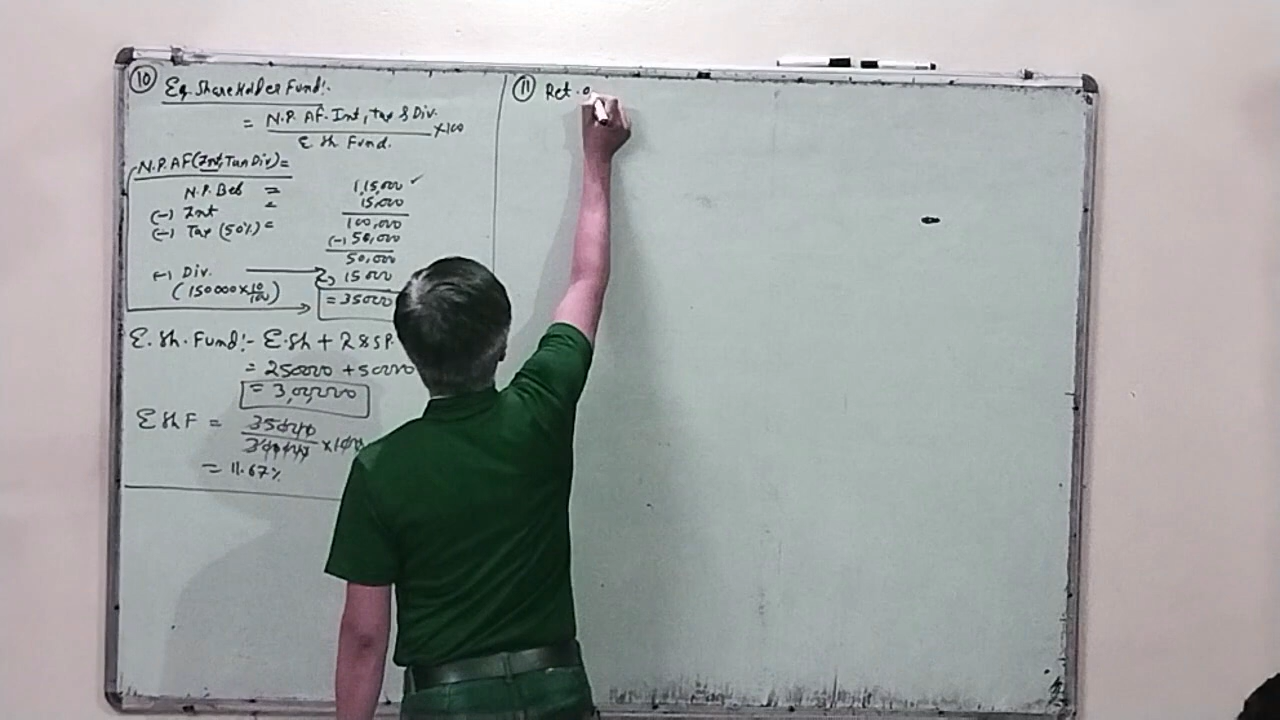 10 Eq. Shareholder Fund:-
= N.P. AF. Int, Tax & Div. ×100
E Sh Fund.
N.P. AF (Int, Tax Div) =
N.P. Bef = 1,15,000 ✓
(-) Int = 15,000
100,000
(-) Tax (50%) = (-) 50,000
50,000
(-) Div. (-) 15000
(150000×10/100) = 35000
E. Sh. Fund:- E.Sh + R&SP
= 250000 + 50000
= 3,00,000
E Sh F = 35000/300000 ×100
= 11.67%
11 Ret. o